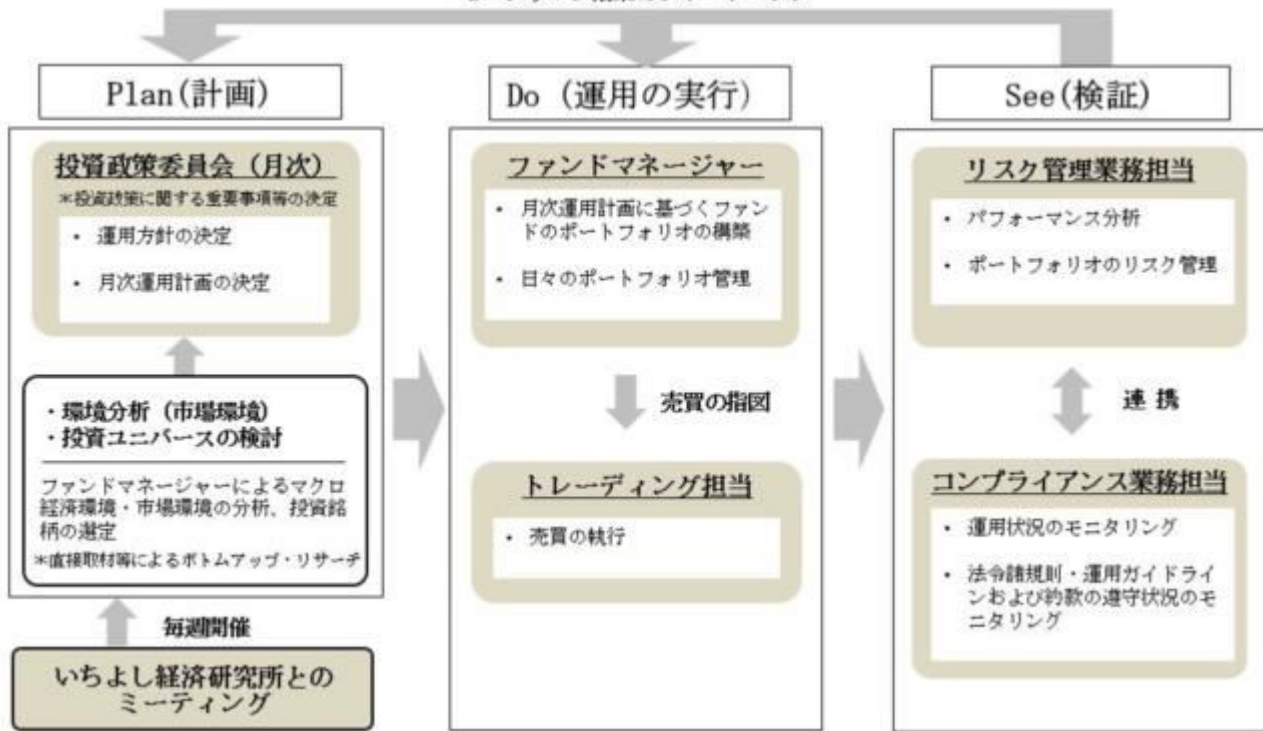 Plan(計画)
投資政策委員会（月次）
＊投資政策に関する重要事項等の決定
・ 運用方針の決定
・ 月次運用計画の決定
・環境分析（市場環境）
・投資ユニバースの検討
ファンドマネージャーによるマクロ
経済環境・市場環境の分析、投資銘
柄の選定
＊直接取材等によるボトムアップ・リサーチ
毎週開催
いちよし経済研究所との
ミーティング
Do (運用の実行)
ファンドマネージャー
・ 月次運用計画に基づくファン
ドのポートフォリオの構築
・ 日々のポートフォリオ管理
売買の指図
トレーディング担当
・ 売買の執行
See(検証)
リスク管理業務担当
・ パフォーマンス分析
・ ポートフォリオのリスク管理
連 携
コンプライアンス業務担当
・ 運用状況のモニタリング
・ 法令諸規則・運用ガイドライ
ンおよび約款の遵守状況のモ
ニタリング